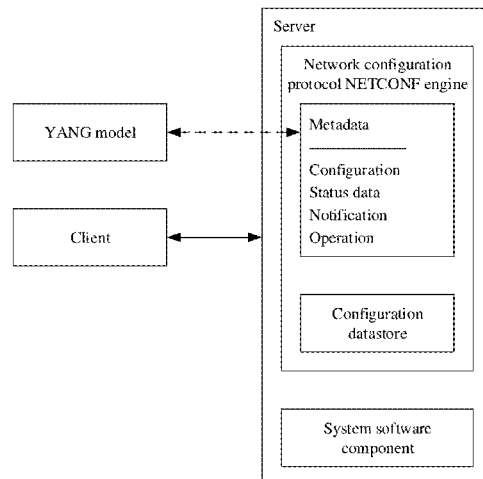 Server
Network configuration
protocol NETCONF engine
Metadata
Configuration
Status data
Notification
Operation
YANG model
Client
Configuration
datastore
System software
component